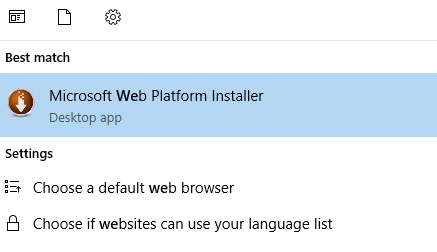 Best match
Microsoft Web Platform Installer
Desktop app
Settings
Choose a default web browser
Choose if websites can use your language list